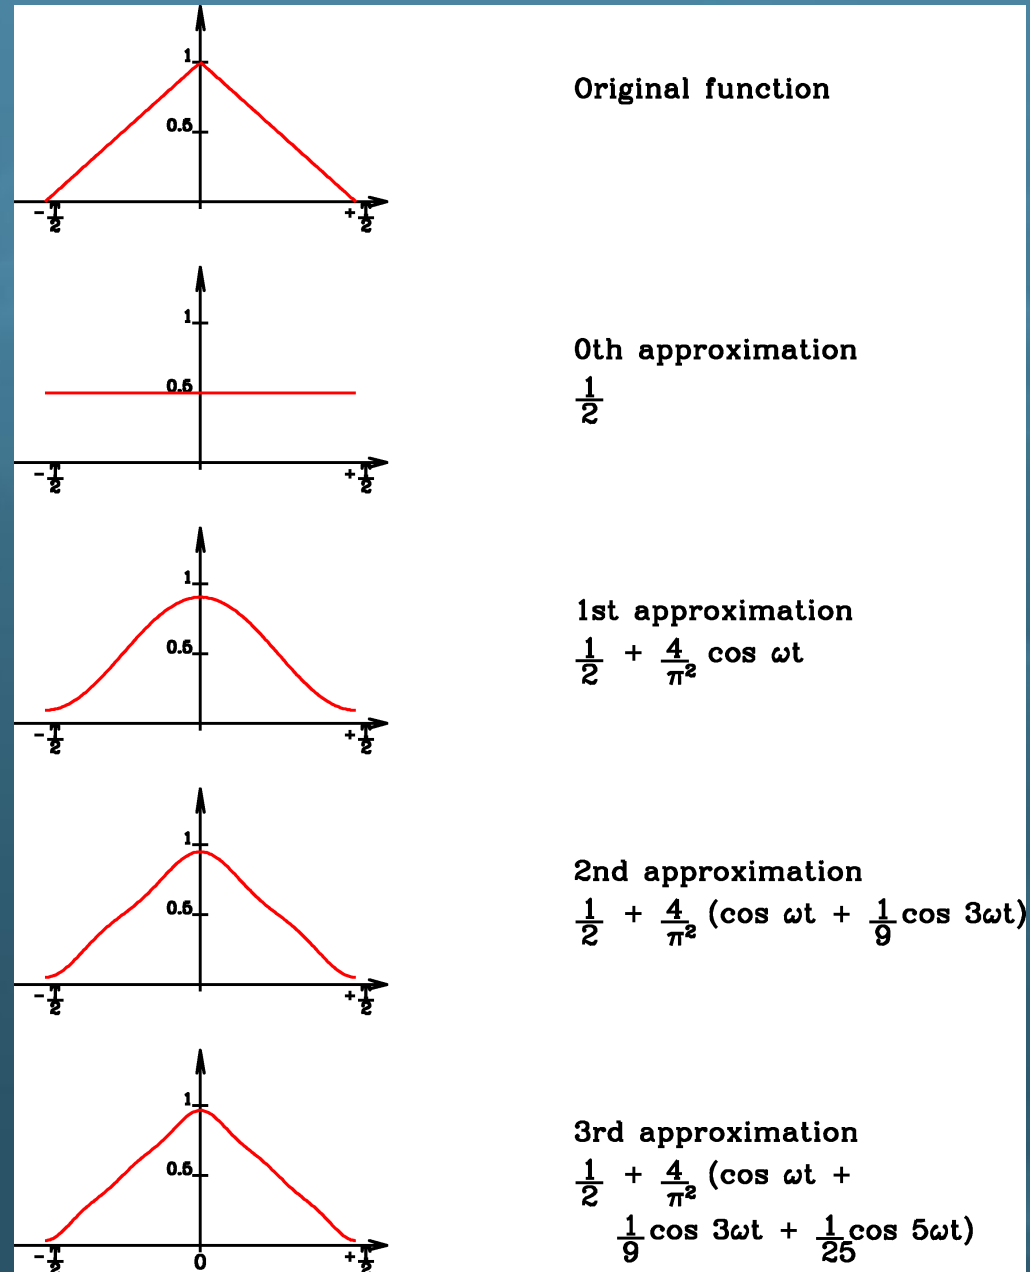 1
0.5
- T/2
+ T/2
Original function
1
0.5
- T/2
+ T/2
0th approximation
1/2
1
0.5
- T/2
+ T/2
1st approximation
1/2 + 4/π² cos ωt
1
0.5
- T/2
+ T/2
2nd approximation
1/2 + 4/π² (cos ωt + 1/9 cos 3ωt)
1
0.5
- T/2
0
+ T/2
3rd approximation
1/2 + 4/π² (cos ωt +
1/9 cos 3ωt + 1/25 cos 5ωt)